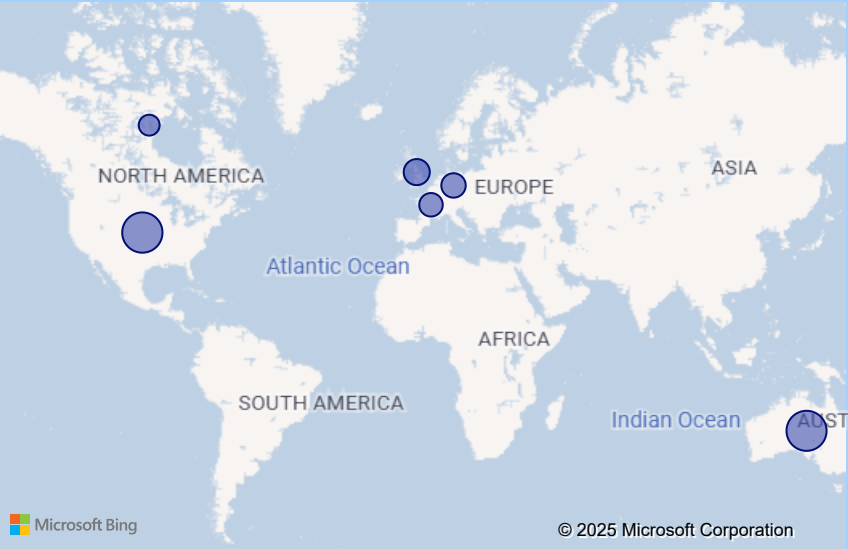 NORTH AMERICA
ASIA
EUROPE
Atlantic Ocean
AFRICA
SOUTH AMERICA
Indian Ocean
AUST
Microsoft Bing
© 2025 Microsoft Corporation